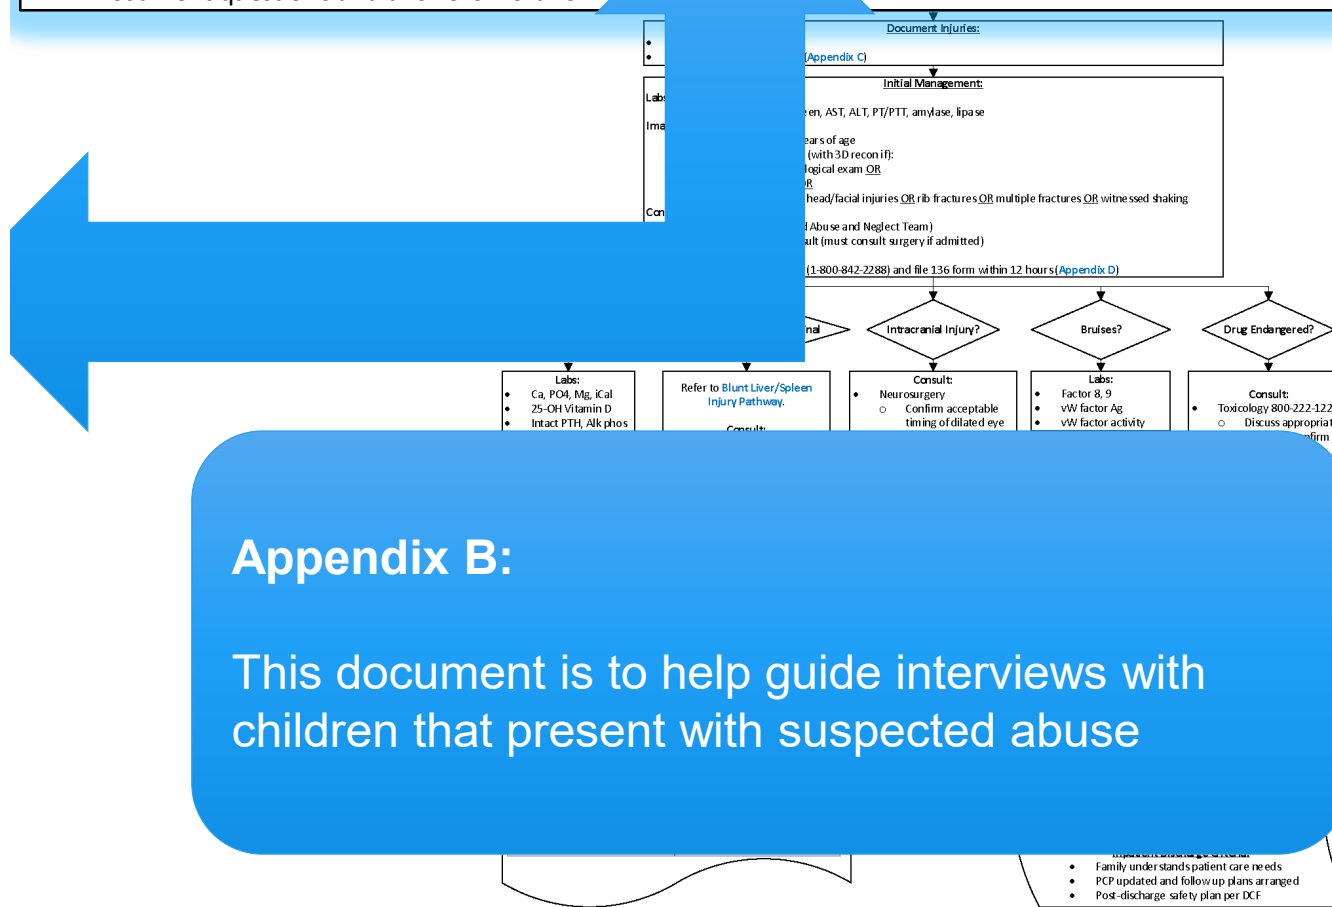 Document Injuries:
(Appendix C)
Initial Management:
Labs
en, AST, ALT, PT/PTT, amylase, lipase
Ima
ears of age
(with 3D recon if):
logical exam OR
OR
head/facial injuries OR rib fractures OR multiple fractures OR witnessed shaking
Con
d Abuse and Neglect Team)
ult (must consult surgery if admitted)
(1-800-842-2288) and file 136 form within 12 hours (Appendix D)
nal
Intracranial Injury?
Bruises?
Drug Endangered?
Labs:
• Ca, PO4, Mg, iCal
• 25-OH Vitamin D
• Intact PTH, Alk phos
Refer to Blunt Liver/Spleen
Injury Pathway.
Consult:
Consult:
• Neurosurgery
○ Confirm acceptable
timing of dilated eye
Labs:
• Factor 8, 9
• vW factor Ag
• vW factor activity
Consult:
• Toxicology 800-222-122
○ Discuss appropriat
nfirm
Appendix B:
This document is to help guide interviews with
children that present with suspected abuse
Inpatient Discharge Criteria:
• Family understands patient care needs
• PCP updated and follow up plans arranged
• Post-discharge safety plan per DCF